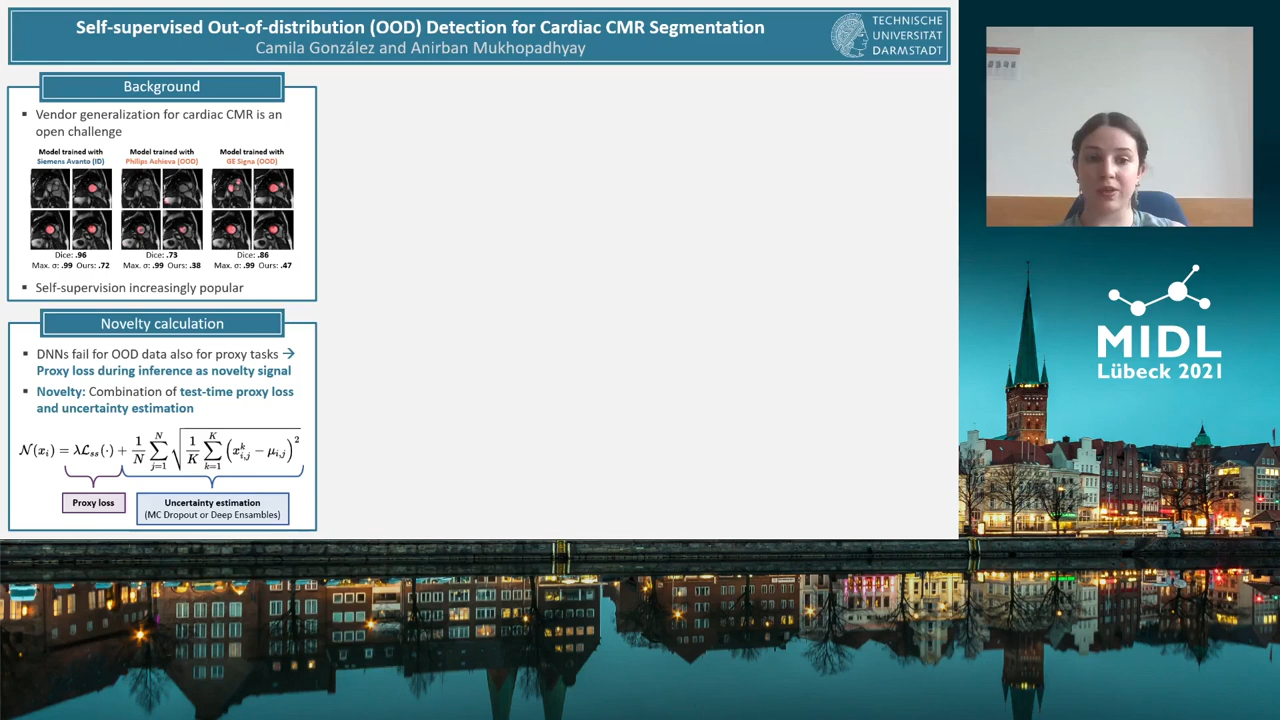 Self-supervised Out-of-distribution (OOD) Detection for Cardiac CMR Segmentation
Camila González and Anirban Mukhopadhyay
TECHNISCHE
UNIVERSITÄT
DARMSTADT
Background
▪ Vendor generalization for cardiac CMR is an
open challenge
Model trained with
Siemens Avanto (ID)
Dice: .96
Max. σ: .99 Ours: .72
Model trained with
Philips Achieva (OOD)
Dice: .73
Max. σ: .99 Ours: .38
Model trained with
GE Signa (OOD)
Dice: .86
Max. σ: .99 Ours: .47
▪ Self-supervision increasingly popular
Novelty calculation
▪ DNNs fail for OOD data also for proxy tasks →
Proxy loss during inference as novelty signal
▪ Novelty: Combination of test-time proxy loss
and uncertainty estimation
𝒩(x_i) = λℒ_ss(·) + 1/N ∑_{j=1}^{N} √(1/K ∑_{k=1}^{K} (x_{i,j}^k − μ_{i,j})²)
Proxy loss
Uncertainty estimation
(MC Dropout or Deep Ensembles)
MIDL
Lübeck 2021